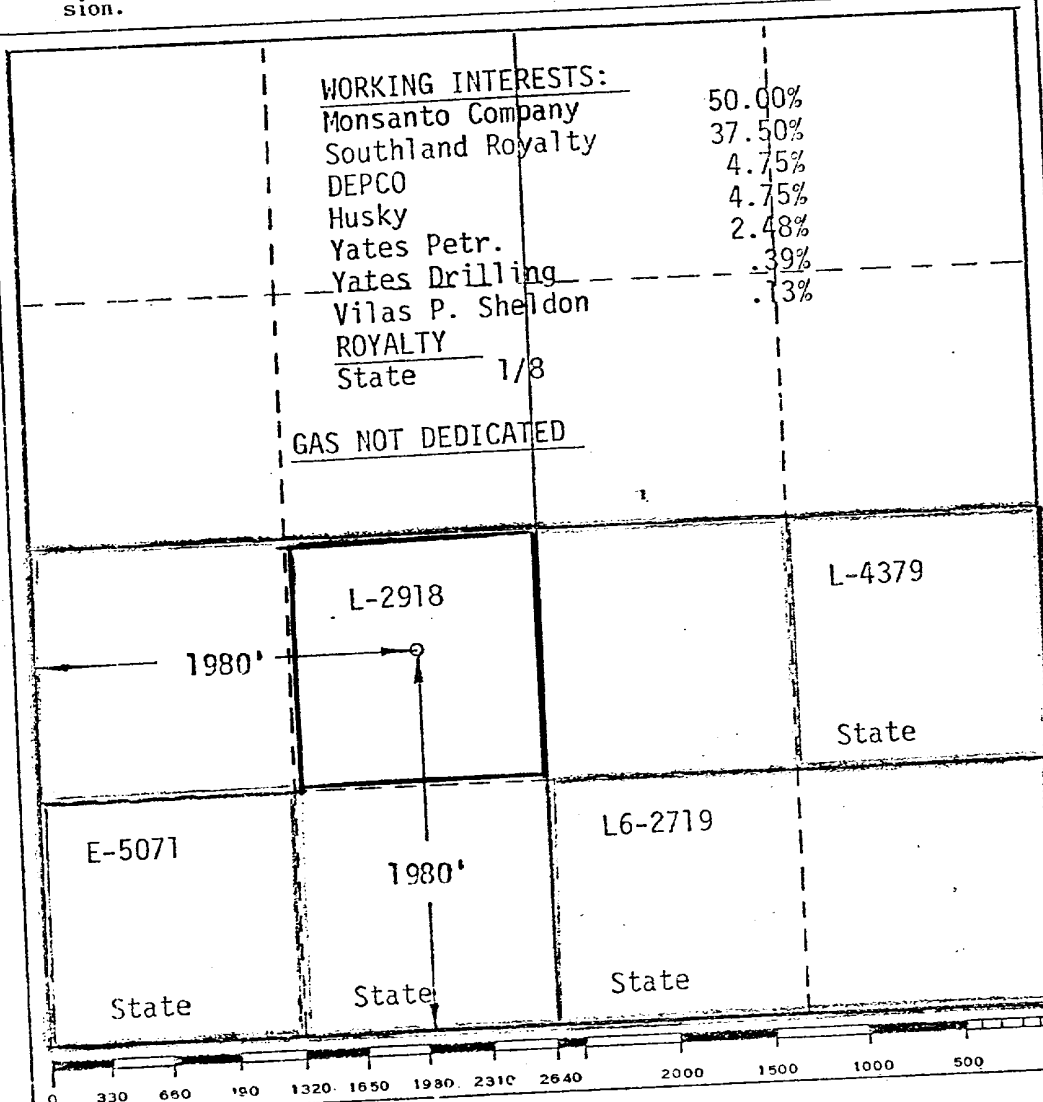 sion.
WORKING INTERESTS:
Monsanto Company 50.00%
Southland Royalty 37.50%
DEPCO 4.75%
Husky 4.75%
Yates Petr. 2.48%
Yates Drilling .39%
Vilas P. Sheldon .13%
ROYALTY
State 1/8
GAS NOT DEDICATED
L-2918
L-4379
1980'
State
E-5071
L6-2719
1980'
State
State
State
0 330 660 990 1320 1650 1980 2310 2640 2000 1500 1000 500